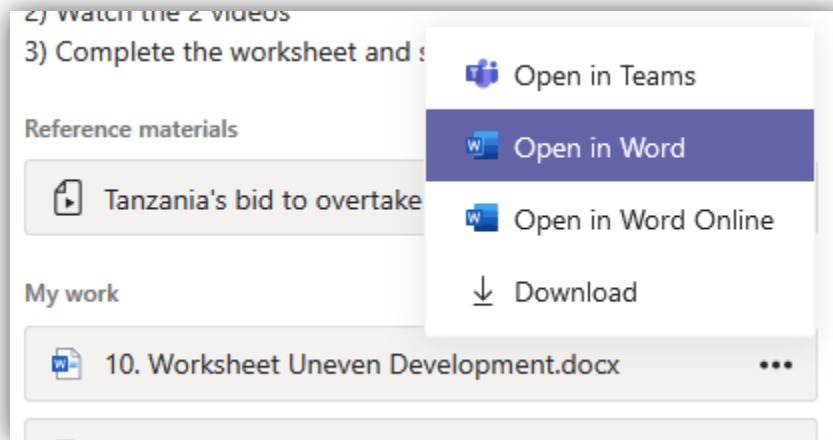 2) Watch the 2 videos
3) Complete the worksheet and
Open in Teams
Reference materials
Open in Word
Tanzania's bid to overtake
Open in Word Online
My work
Download
10. Worksheet Uneven Development.docx